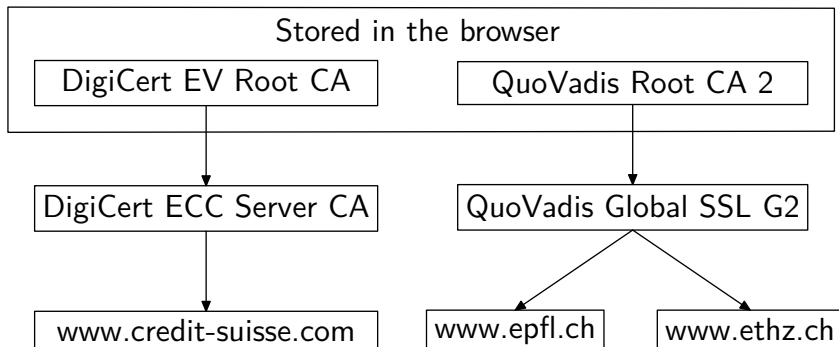 Stored in the browser
DigiCert EV Root CA
QuoVadis Root CA 2
DigiCert ECC Server CA
QuoVadis Global SSL G2
www.credit-suisse.com
www.epfl.ch
www.ethz.ch